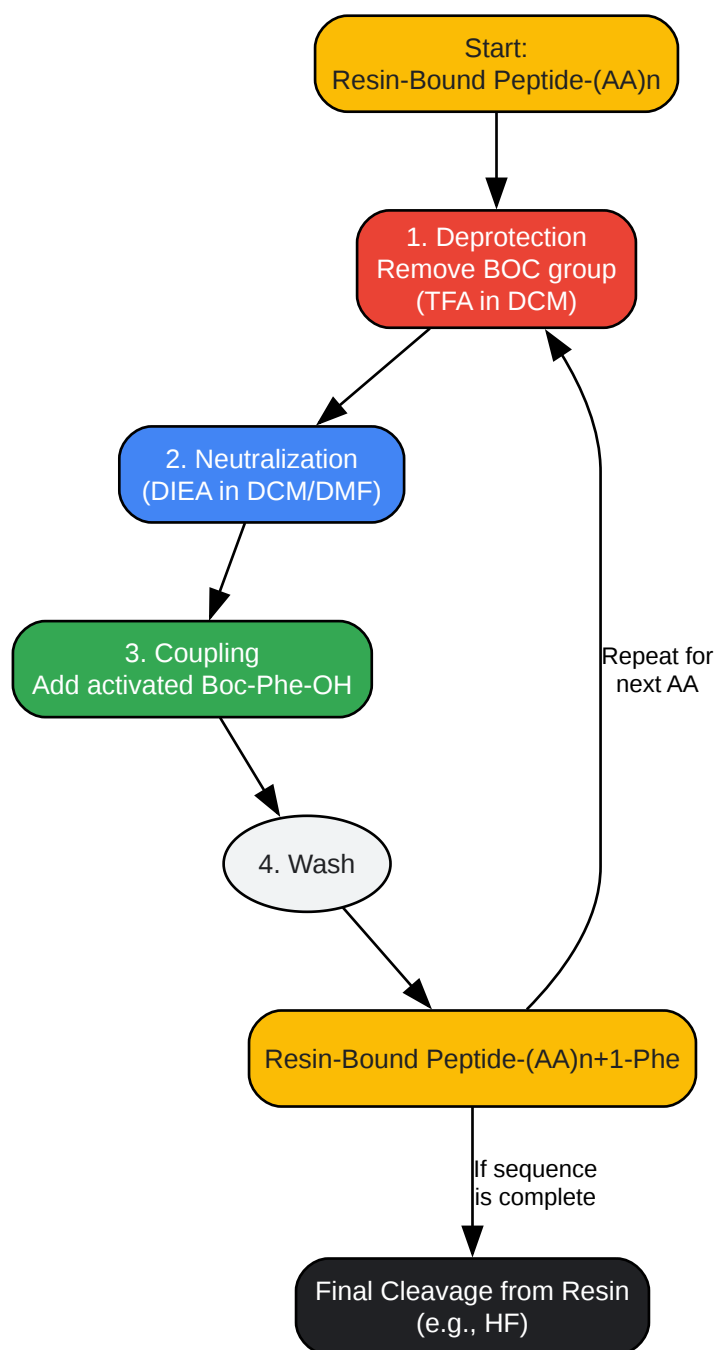 Start:
Resin-Bound Peptide-(AA)n
1. Deprotection
Remove BOC group
(TFA in DCM)
2. Neutralization
(DIEA in DCM/DMF)
3. Coupling
Add activated Boc-Phe-OH
Repeat for
next AA
4. Wash
Resin-Bound Peptide-(AA)n+1-Phe
If sequence
is complete
Final Cleavage from Resin
(e.g., HF)